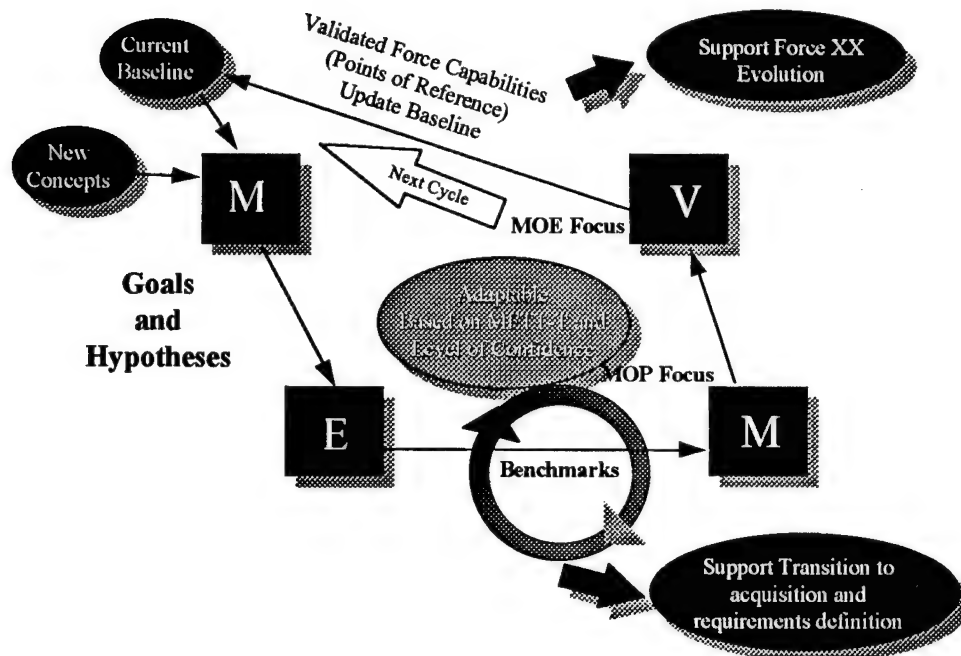 Current
Baseline
Validated Force Capabilities
(Points of Reference)
Update Baseline
Support Force XX
Evolution
New
Concepts
M
Next Cycle
V
MOE Focus
Goals
and
Hypotheses
Adaptable
Based on METT-T and
Level of Confidence
MOP Focus
E
M
Benchmarks
Support Transition to
acquisition and
requirements definition